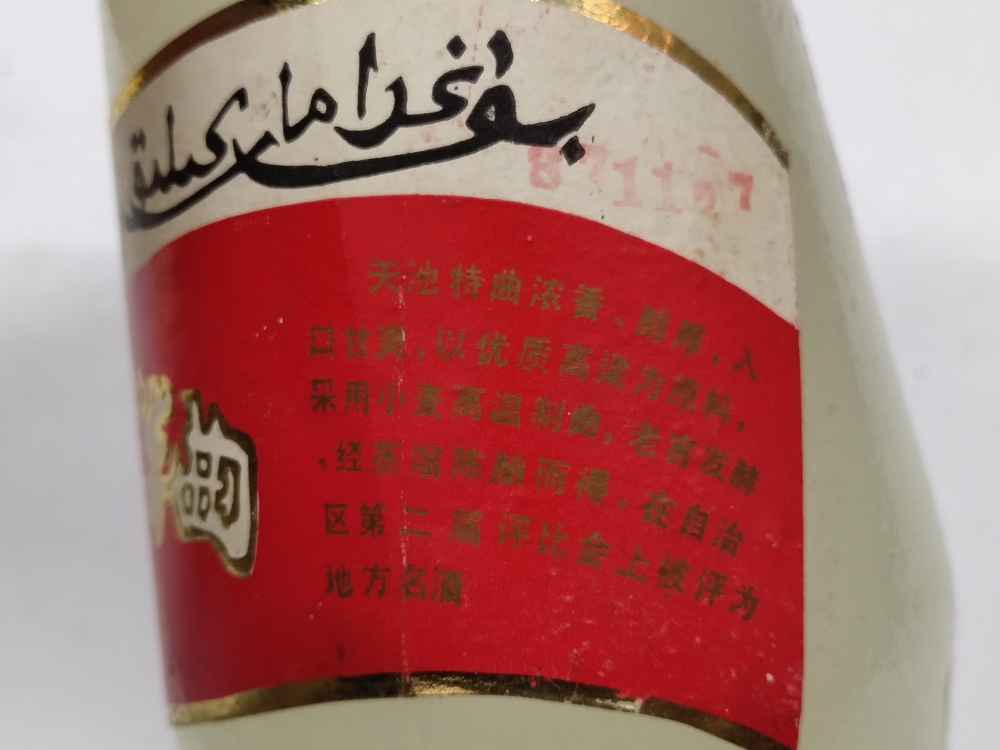 بوغدا ماركىلىق
天池特曲浓香、醇厚，入
口甘爽，以优质高粱为原料，
采用小麦高温制曲，老窖发酵
，经蒸馏陈酿而得，在自治
区第二届评比会上被评为
地方名酒